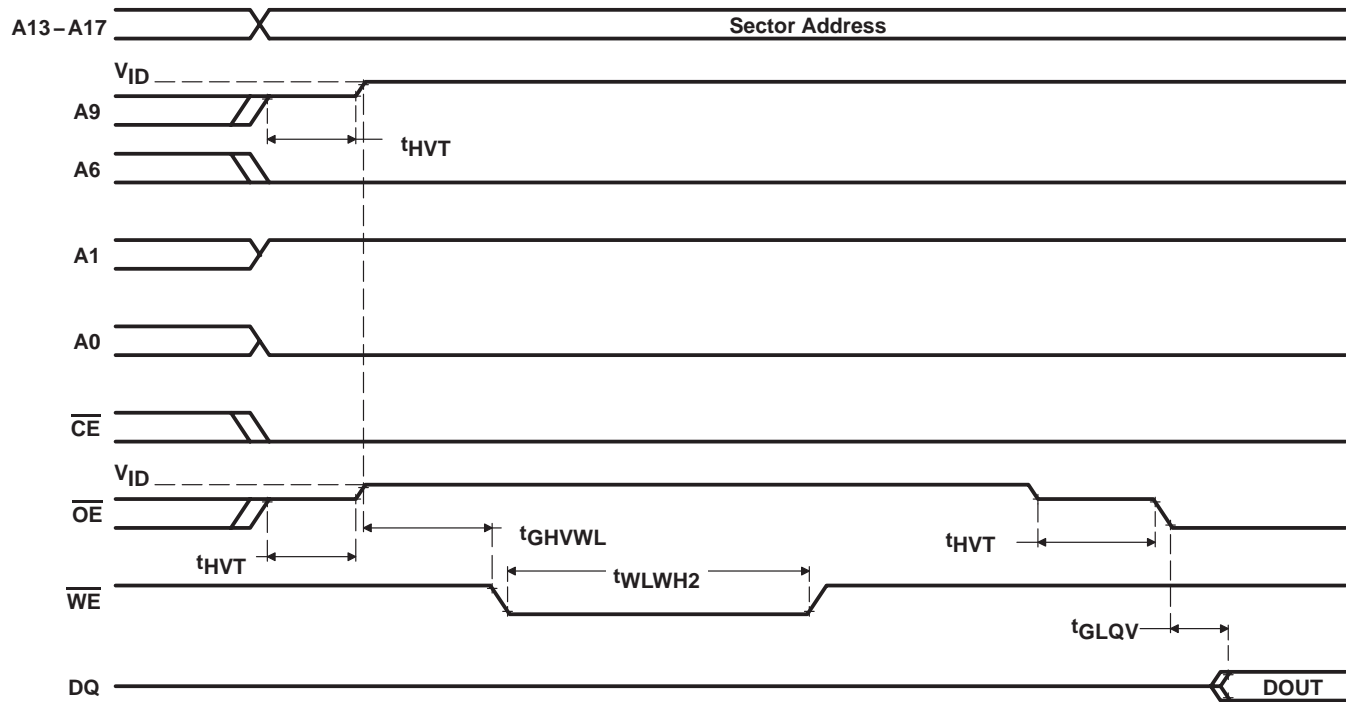 A13–A17 Sector Address
VID
A9
tHVT
A6
A1
A0
CE
VID
OE
tGHVWL
tHVT
tHVT
tWLWH2
WE
tGLQV
DQ DOUT